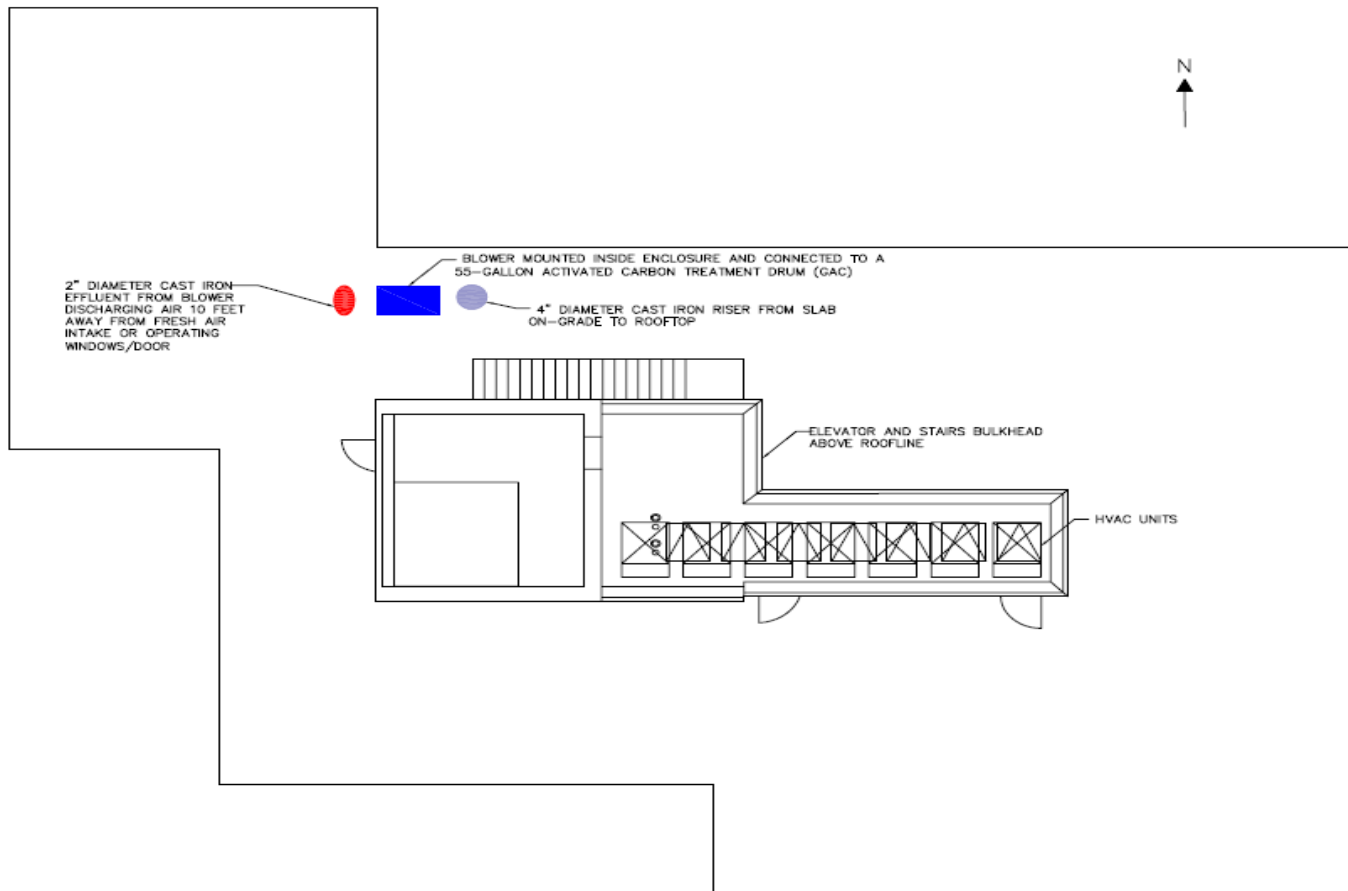 N
BLOWER MOUNTED INSIDE ENCLOSURE AND CONNECTED TO A
55-GALLON ACTIVATED CARBON TREATMENT DRUM (GAC)
2" DIAMETER CAST IRON
EFFLUENT FROM BLOWER
DISCHARGING AIR 10 FEET
AWAY FROM FRESH AIR
INTAKE OR OPERATING
WINDOWS/DOOR
4" DIAMETER CAST IRON RISER FROM SLAB
ON-GRADE TO ROOFTOP
ELEVATOR AND STAIRS BULKHEAD
ABOVE ROOFLINE
HVAC UNITS